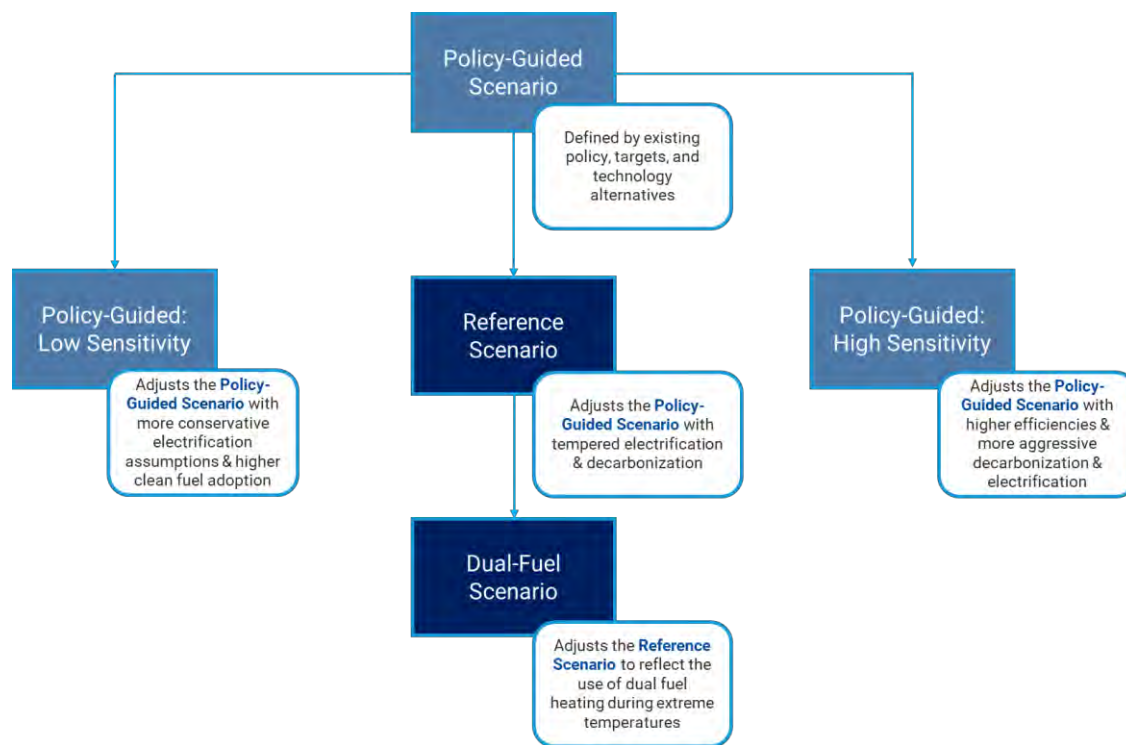 Policy-Guided
Scenario
Defined by existing
policy, targets, and
technology
alternatives
Policy-Guided:
Low Sensitivity
Adjusts the Policy-
Guided Scenario with
more conservative
electrification
assumptions & higher
clean fuel adoption
Reference
Scenario
Adjusts the Policy-
Guided Scenario with
tempered electrification
& decarbonization
Policy-Guided:
High Sensitivity
Adjusts the Policy-
Guided Scenario with
higher efficiencies &
more aggressive
decarbonization &
electrification
Dual-Fuel
Scenario
Adjusts the Reference
Scenario to reflect the
use of dual fuel
heating during extreme
temperatures